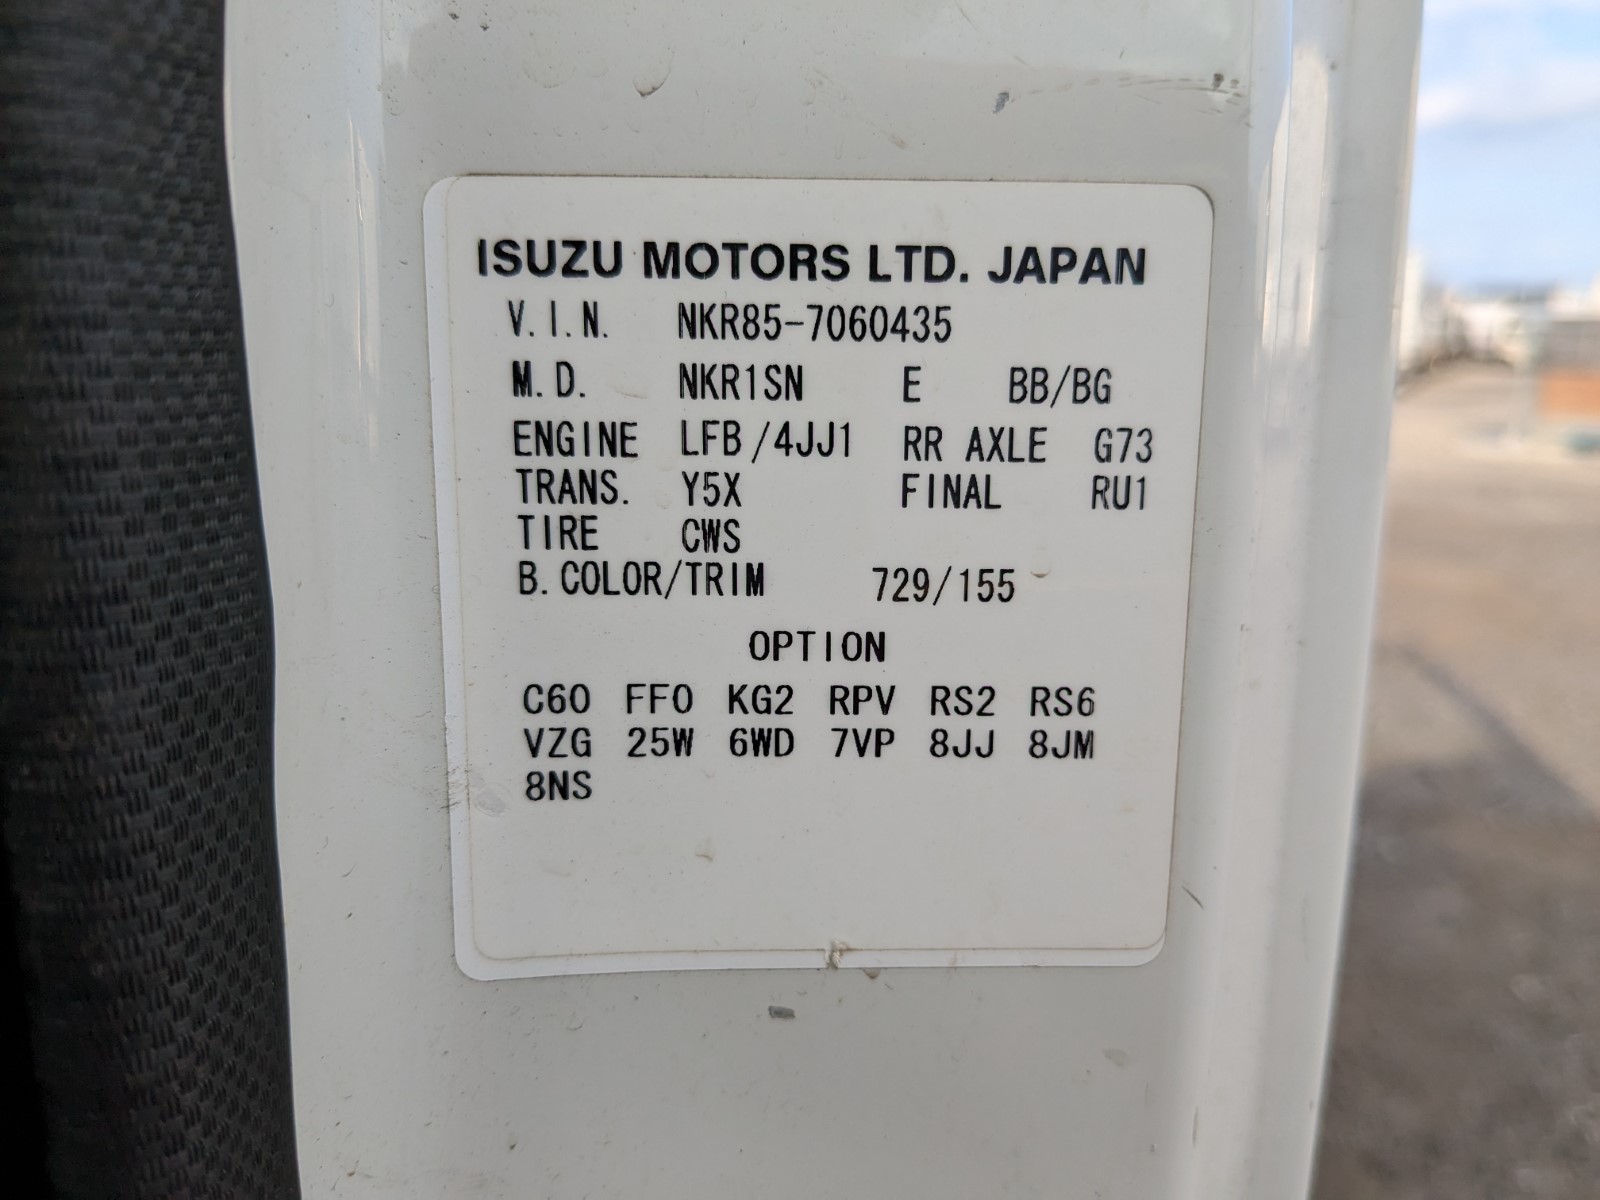 ISUZU MOTORS LTD. JAPAN
V.I.N. NKR85-7060435
M.D. NKR1SN E BB/BG
ENGINE LFB/4JJ1 RR AXLE G73
TRANS. Y5X FINAL RU1
TIRE CWS
B.COLOR/TRIM 729/155
OPTION
C60 FF0 KG2 RPV RS2 RS6
VZG 25W 6WD 7VP 8JJ 8JM
8NS